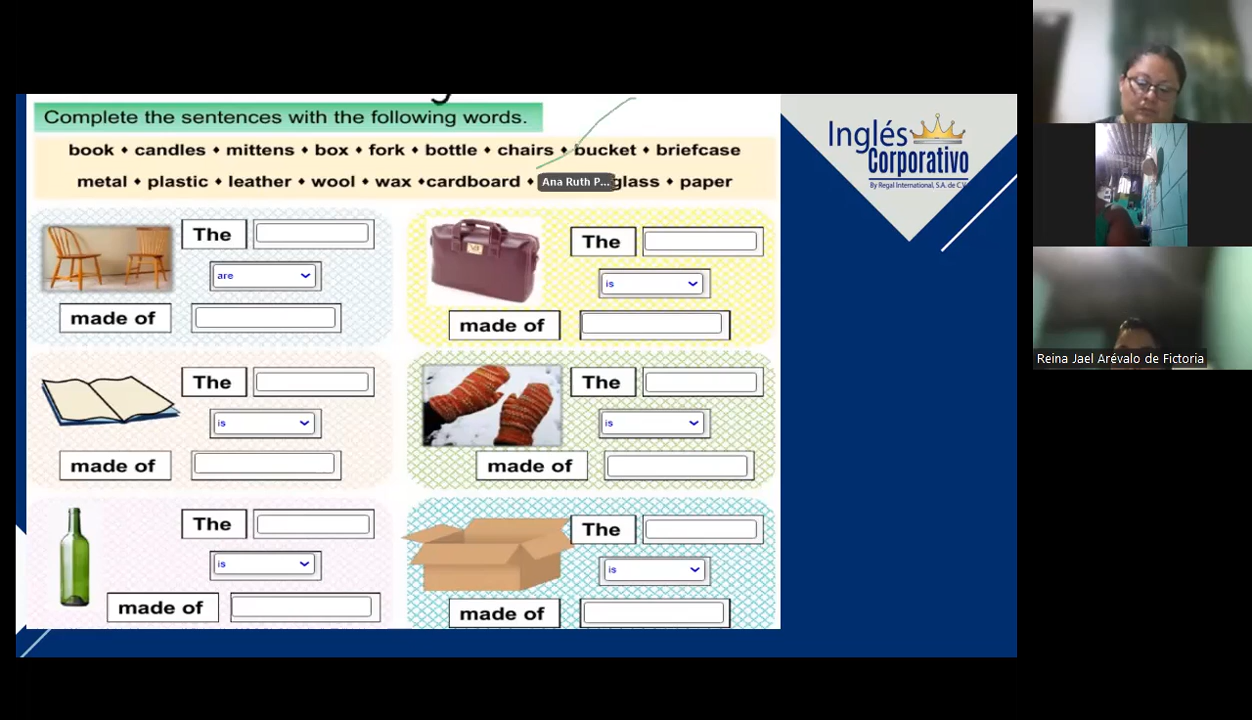 Complete the sentences with the following words.
book • candles • mittens • box • fork • bottle • chairs • bucket • briefcase
metal • plastic • leather • wool • wax •cardboard • glass • paper
Ana Ruth P...
Inglés
Corporativo
By Regal International, S.A. de C.V.
The
are
made of
The
is
made of
The
is
made of
The
is
made of
The
is
made of
The
is
made of
Reina Jael Arévalo de Fictoria